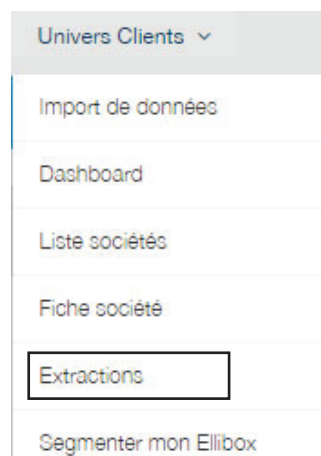 Univers Clients
Import de données
Dashboard
Liste sociétés
Fiche société
Extractions
Segmenter mon Ellibox